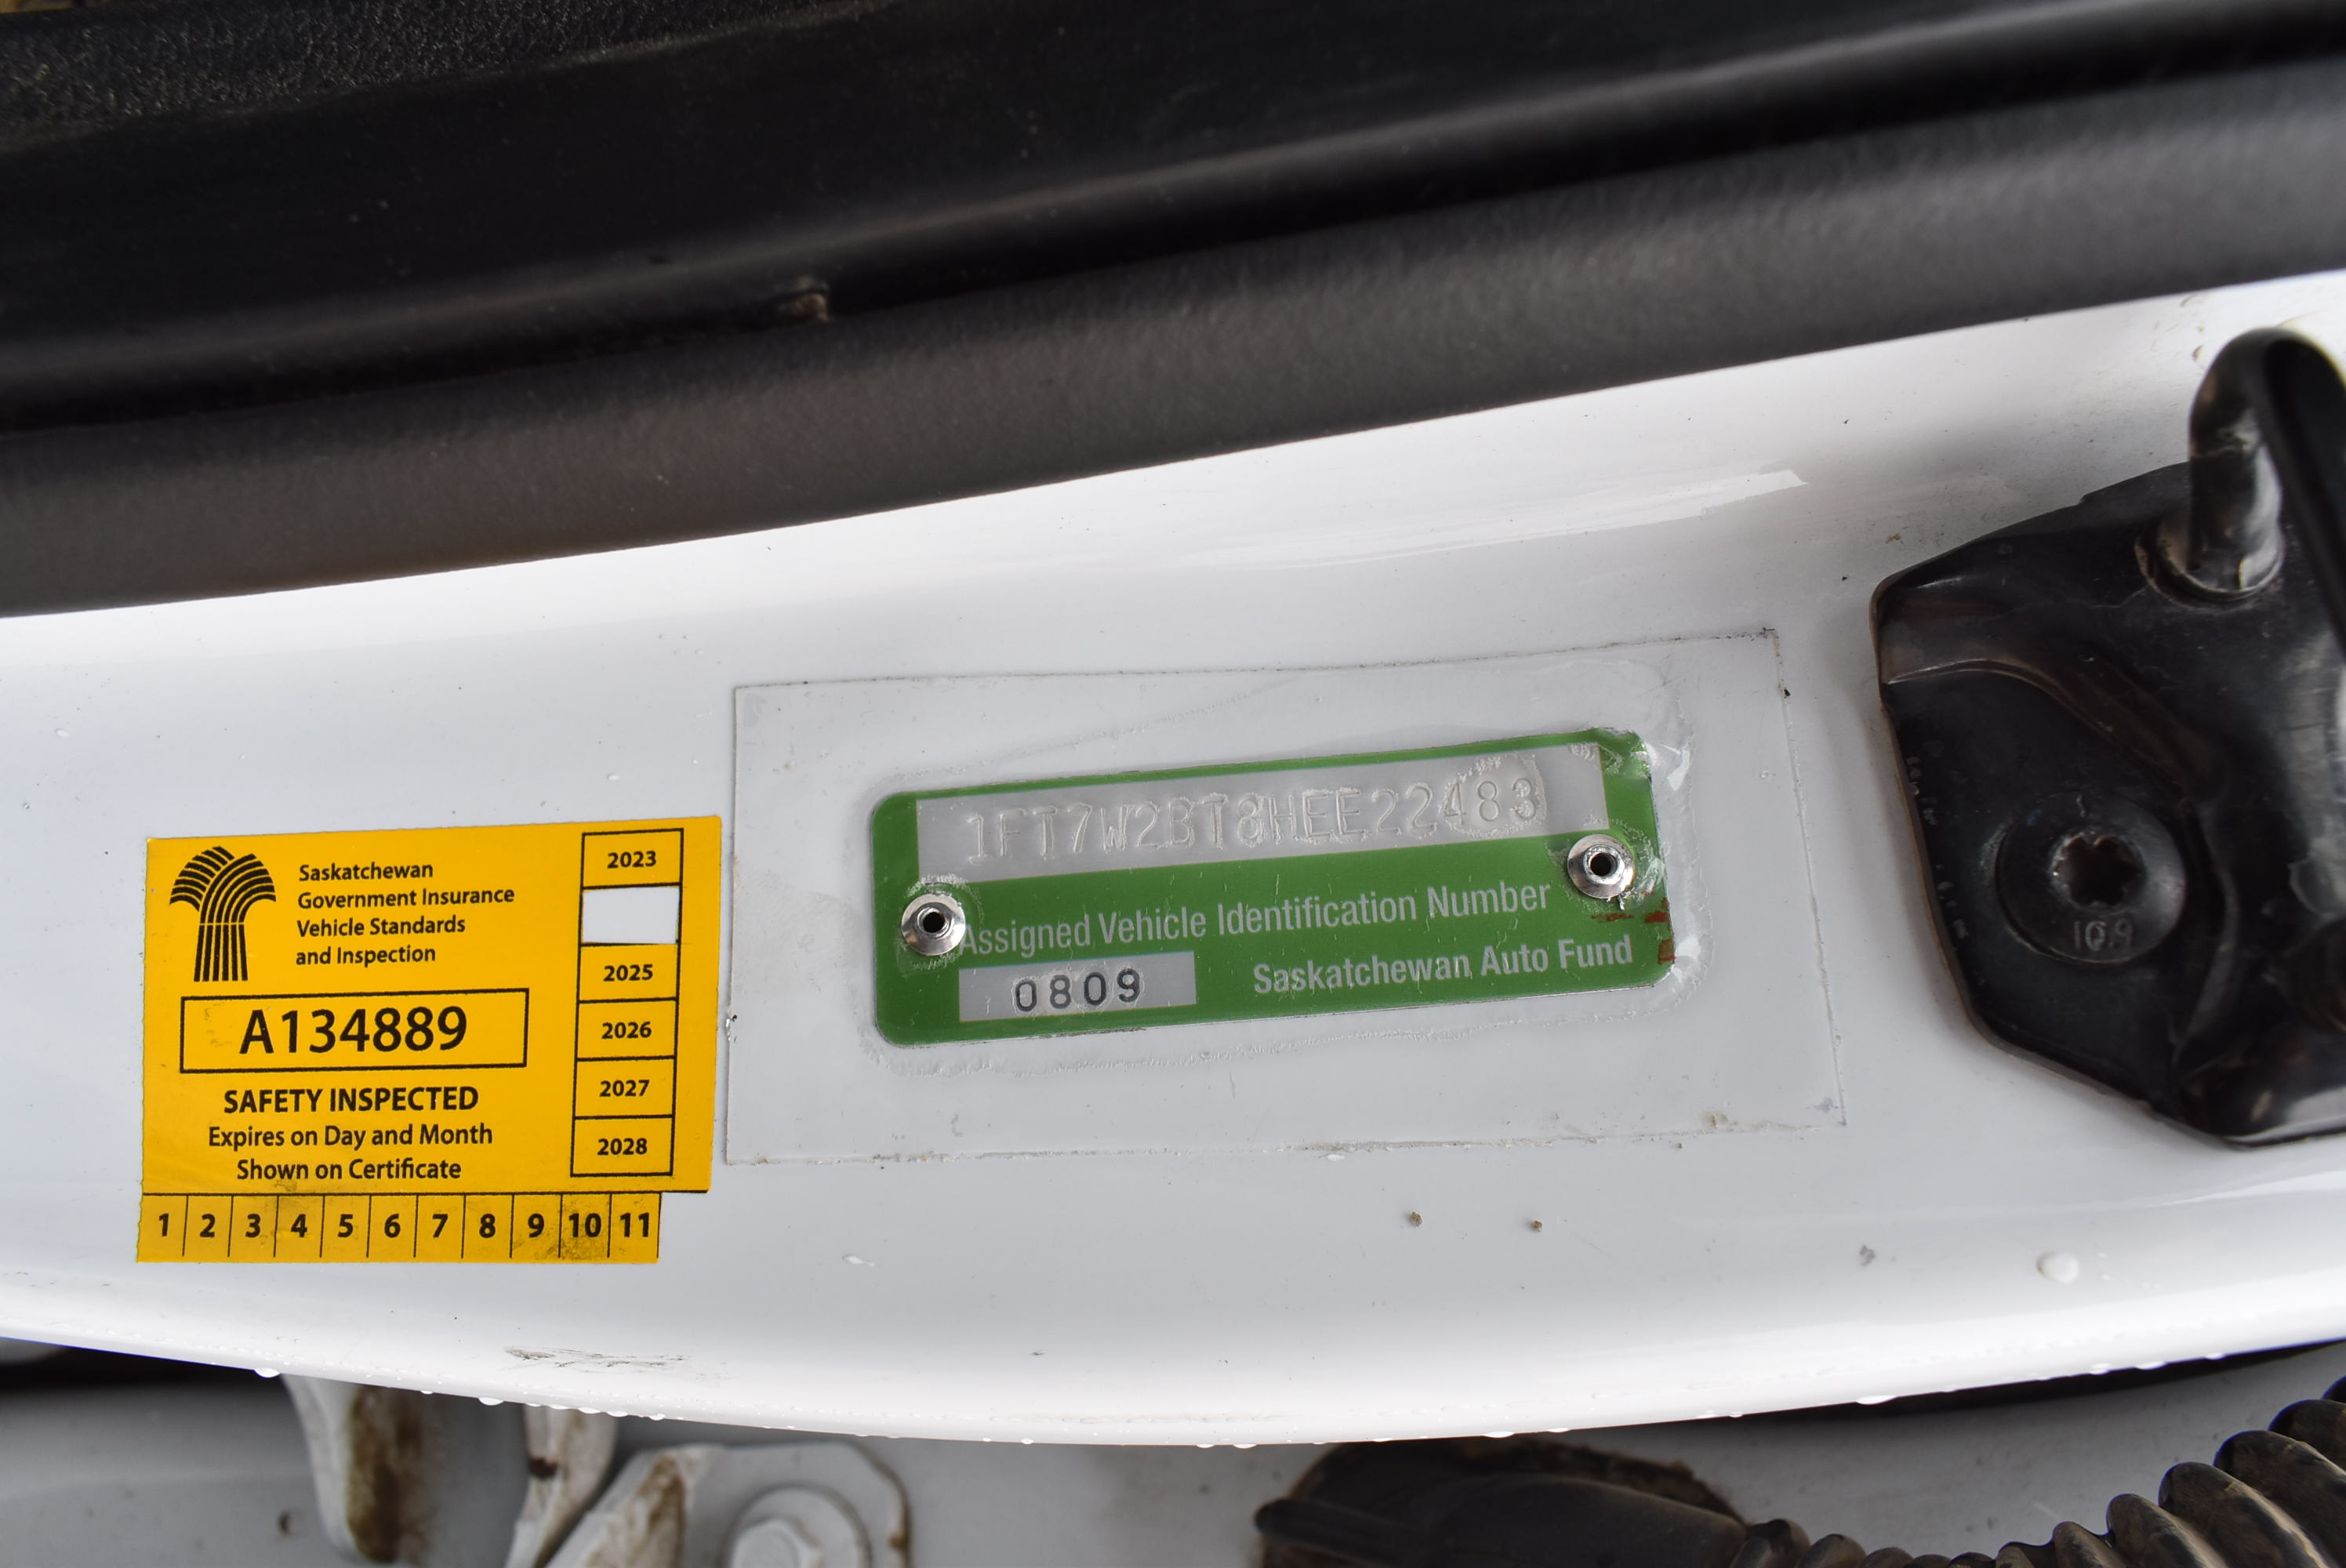 Saskatchewan
Government Insurance
Vehicle Standards
and Inspection
A134889
SAFETY INSPECTED
Expires on Day and Month
Shown on Certificate
2023
2025
2026
2027
2028
1 2 3 4 5 6 7 8 9 10 11
1FT7W2BT8HEE22483
Assigned Vehicle Identification Number
0809
Saskatchewan Auto Fund
10.9